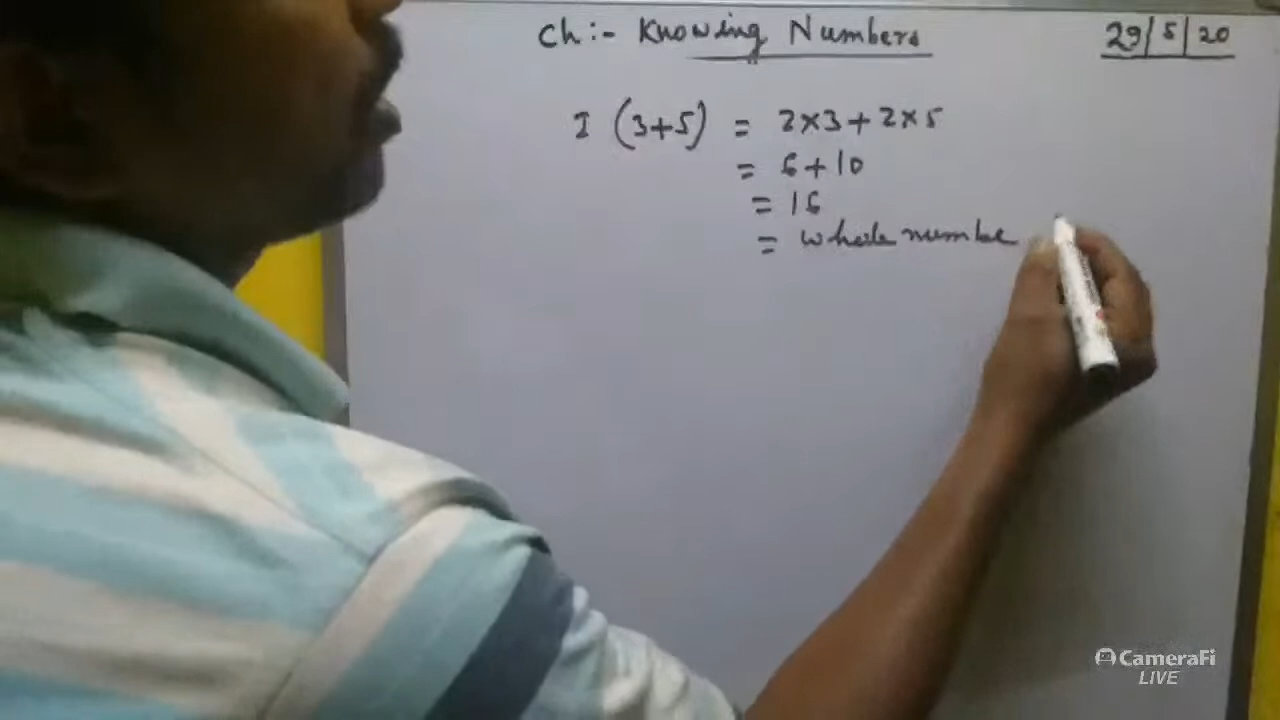 Ch:- Knowing Numbers
29/5/20
2 (3+5) = 2×3+2×5
= 6+10
= 16
= whole numbe
CameraFi
LIVE